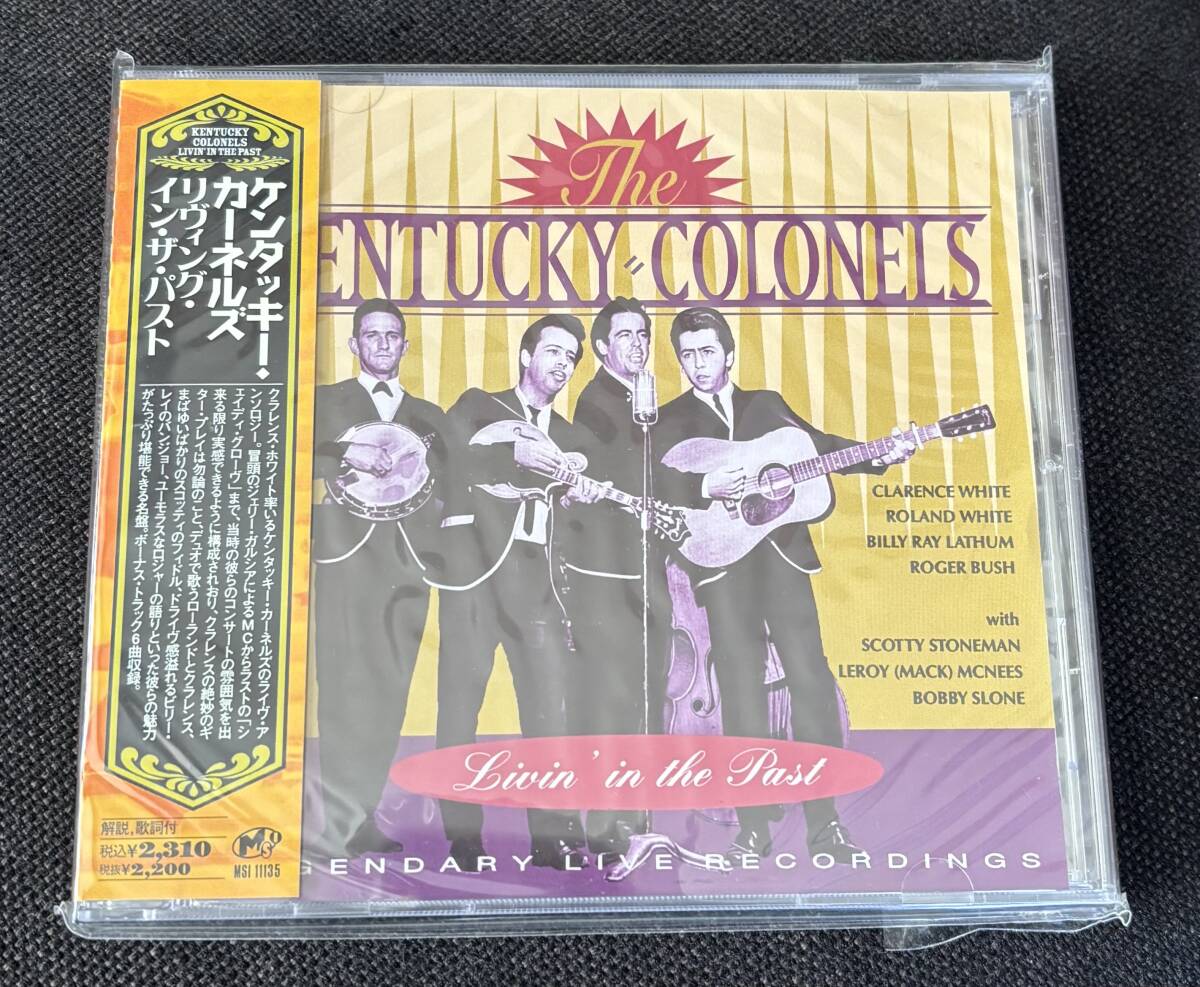 KENTUCKY
COLONELS
LIVIN' IN THE PAST
ケンタッキー・
カーネルズ
リヴィング・
イン・ザ・パスト
クラレンス・ホワイト率いるケンタッキー・カーネルズのライヴ・ア
ンソロジー。冒頭のジェリー・ガルシアによるMCからラストの「シ
ェイディ・グローヴ」まで、当時の彼らのコンサートの雰囲気を出
来る限り実感できるように構成されており、クラレンスの絶妙のギ
ター・プレイは勿論のこと、デュオで歌うローランドとクラレンス、
まばゆいばかりのスコッティのフィドル、ドライヴ感溢れるビリー・
レイのバンジョー、ユーモラスなロジャーの語りといった彼らの魅力
がたっぷり堪能できる名盤。ボーナス・トラック6曲収録。
解説,歌詞付
税込¥2,310
税抜¥2,200
MSI
MSI 11135
The
ENTUCKY COLONELS
CLARENCE WHITE
ROLAND WHITE
BILLY RAY LATHUM
ROGER BUSH
with
SCOTTY STONEMAN
LEROY (MACK) MCNEES
BOBBY SLONE
Livin' in the Past
GENDARY LIVE RECORDINGS